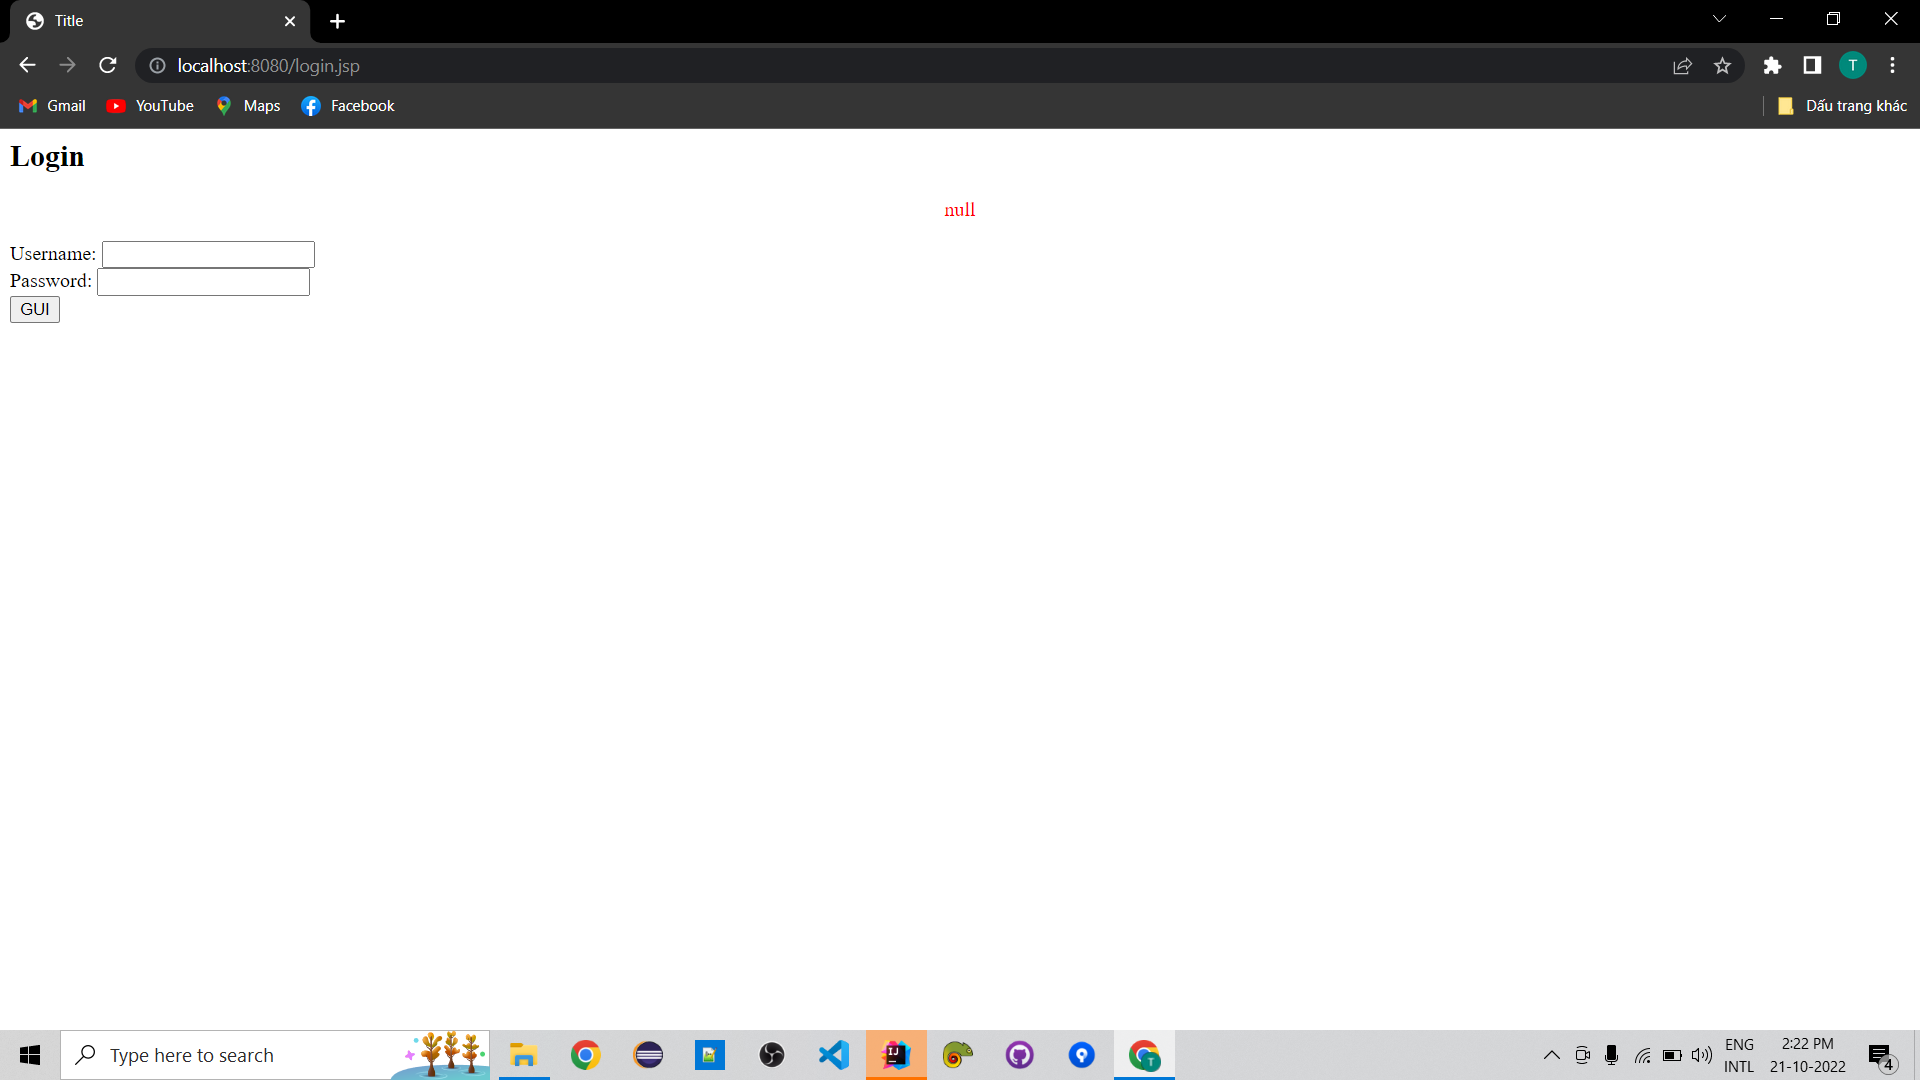 Title
localhost:8080/login.jsp
T
Gmail
YouTube
Maps
Facebook
Dấu trang khác
Login
null
Username:
Password:
GUI
Type here to search
IJ
T
ENG
INTL
2:22 PM
21-10-2022
4